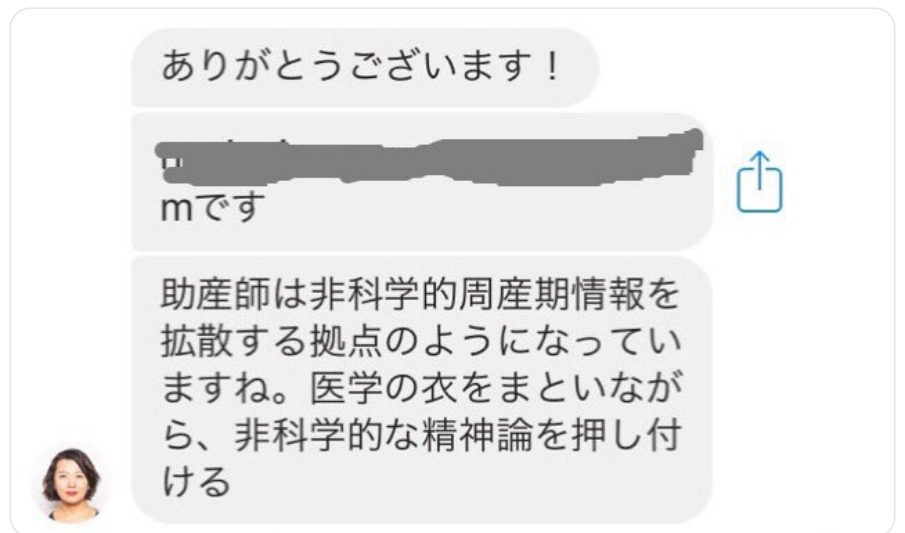 ありがとうございます！
mです
助産師は非科学的周産期情報を
拡散する拠点のようになってい
ますね。医学の衣をまといなが
ら、非科学的な精神論を押し付
ける